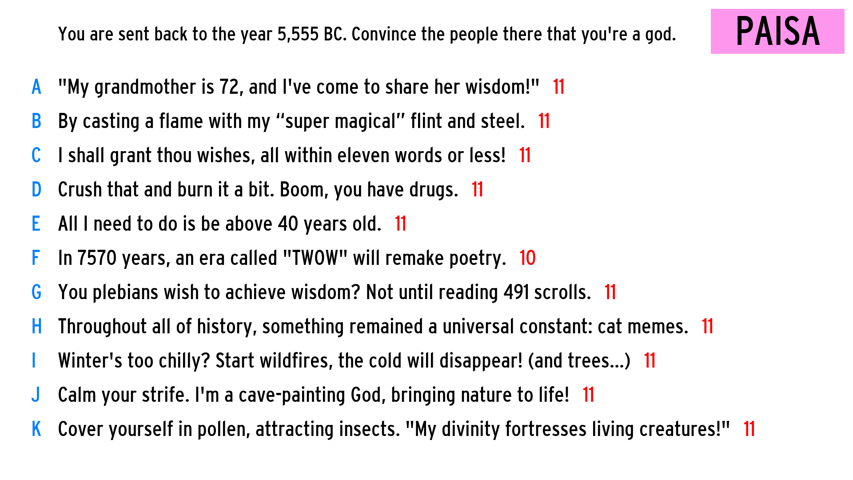 You are sent back to the year 5,555 BC. Convince the people there that you're a god. PAISA
A "My grandmother is 72, and I've come to share her wisdom!" 11
B By casting a flame with my “super magical” flint and steel. 11
C I shall grant thou wishes, all within eleven words or less! 11
D Crush that and burn it a bit. Boom, you have drugs. 11
E All I need to do is be above 40 years old. 11
F In 7570 years, an era called "TWOW" will remake poetry. 10
G You plebians wish to achieve wisdom? Not until reading 491 scrolls. 11
H Throughout all of history, something remained a universal constant: cat memes. 11
I Winter's too chilly? Start wildfires, the cold will disappear! (and trees...) 11
J Calm your strife. I'm a cave-painting God, bringing nature to life! 11
K Cover yourself in pollen, attracting insects. "My divinity fortresses living creatures!" 11